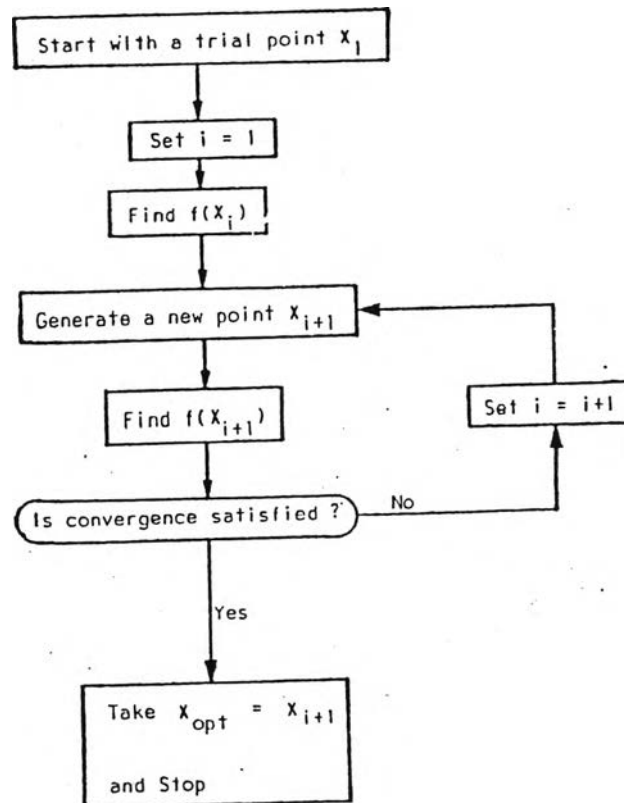 Start with a trial point X₁
Set i = 1
Find f(Xᵢ)
Generate a new point Xᵢ₊₁
Find f(Xᵢ₊₁)
Set i = i+1
Is convergence satisfied ?
No
Yes
Take X_opt = Xᵢ₊₁
and Stop